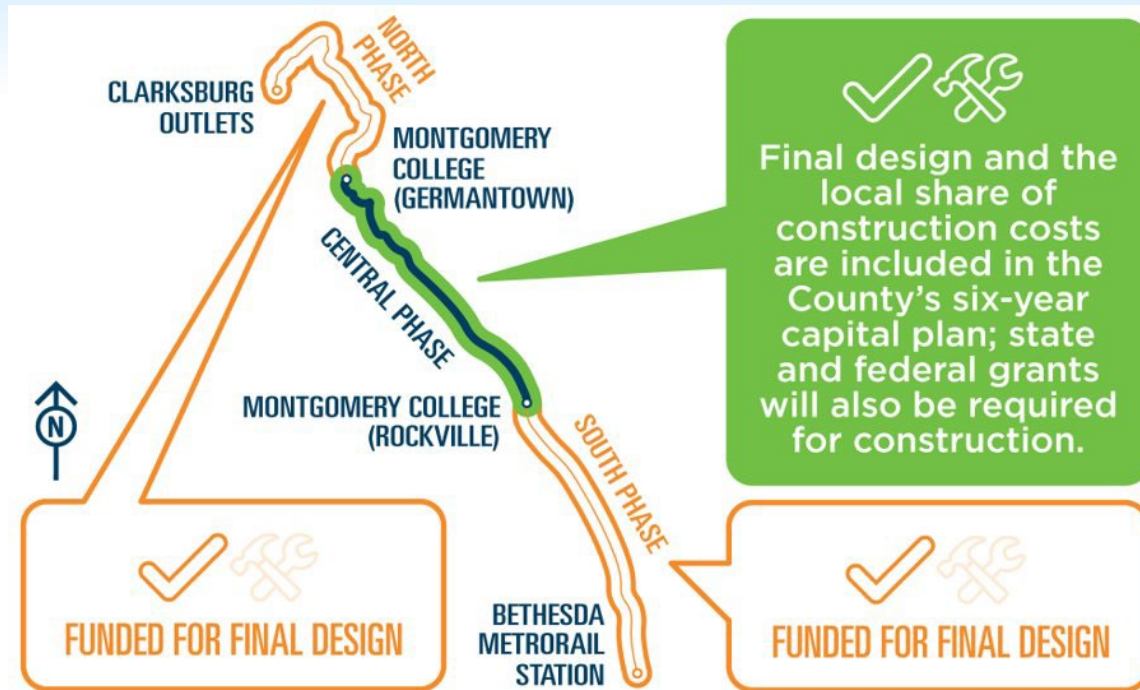 CLARKSBURG
OUTLETS
NORTH
PHASE
MONTGOMERY
COLLEGE
(GERMANTOWN)
CENTRAL PHASE
MONTGOMERY COLLEGE
(ROCKVILLE)
N
SOUTH PHASE
BETHESDA
METRORAIL
STATION
Final design and the
local share of
construction costs
are included in the
County's six-year
capital plan; state
and federal grants
will also be required
for construction.
FUNDED FOR FINAL DESIGN
FUNDED FOR FINAL DESIGN